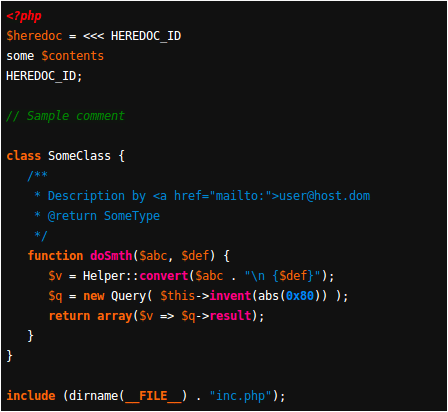 <?php
$heredoc = <<< HEREDOC_ID
some $contents
HEREDOC_ID;

// Sample comment

class SomeClass {
   /**
    * Description by <a href="mailto:">user@host.dom
    * @return SomeType
    */
   function doSmth($abc, $def) {
      $v = Helper::convert($abc . "\n {$def}");
      $q = new Query( $this->invent(abs(0x80)) );
      return array($v => $q->result);
   }
}

include (dirname(__FILE__) . "inc.php");